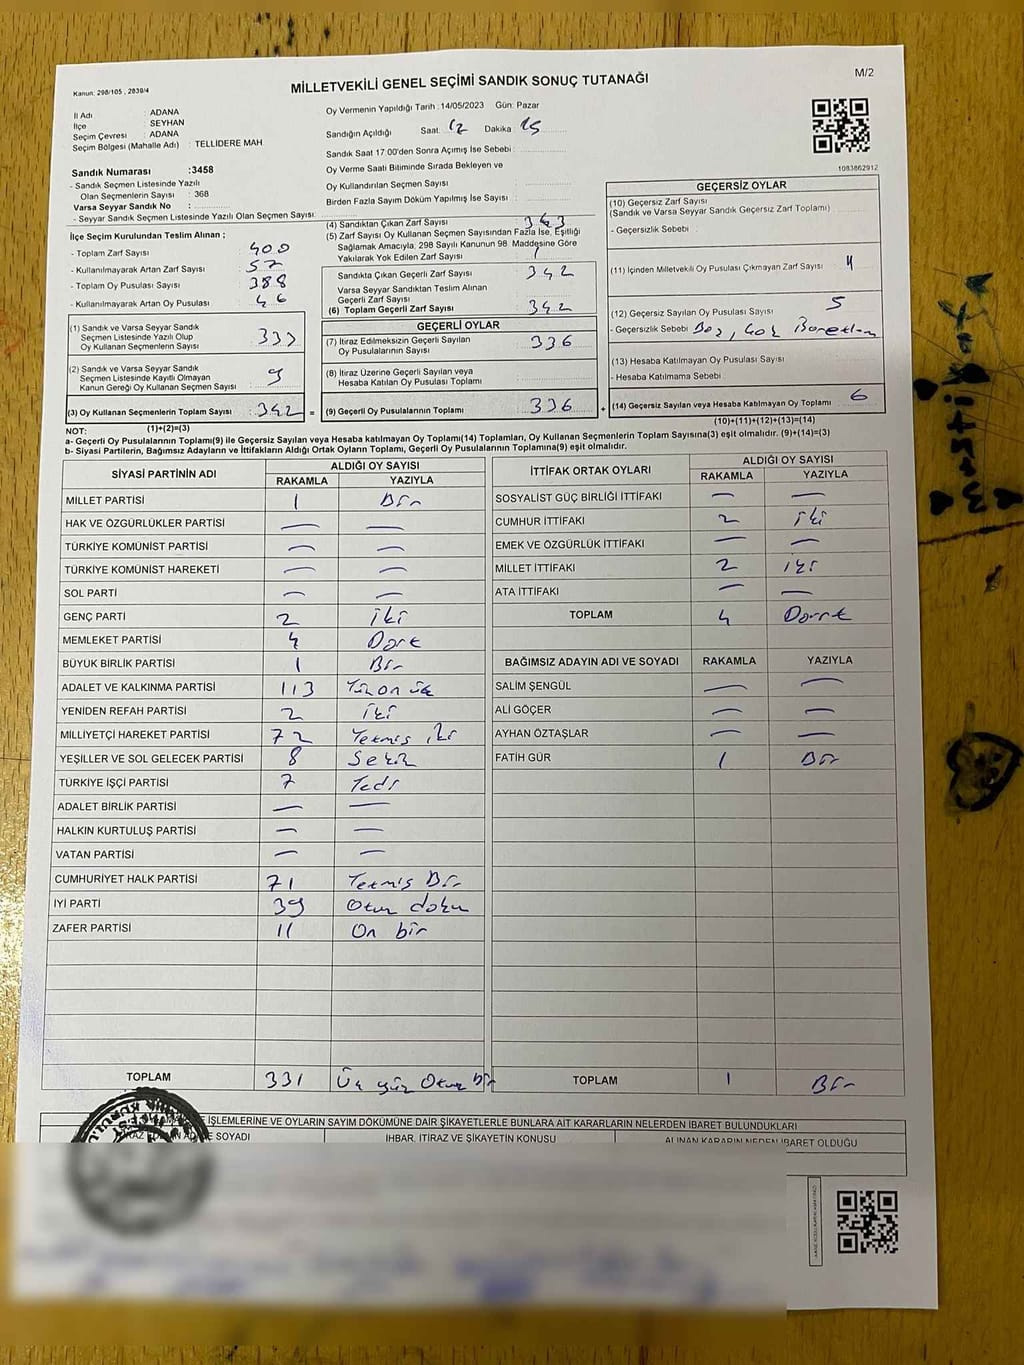 Kanun: 298/105 , 2839/4
MİLLETVEKİLİ GENEL SEÇİMİ SANDIK SONUÇ TUTANAĞI
M/2
İl Adı : ADANA
İlçe : SEYHAN
Seçim Çevresi : ADANA
Seçim Bölgesi (Mahalle Adı) : TELLİDERE MAH
Sandık Numarası :3458
- Sandık Seçmen Listesinde Yazılı
Olan Seçmenlerin Sayısı : 368
Varsa Seyyar Sandık No :
- Seyyar Sandık Seçmen Listesinde Yazılı Olan Seçmen Sayısı:
Oy Vermenin Yapıldığı Tarih :14/05/2023 Gün: Pazar
Sandığın Açıldığı Saat: 17 Dakika 15
Sandık Saat 17:00'den Sonra Açımış İse Sebebi :
Oy Verme Saati Bitiminde Sırada Bekleyen ve
Oy Kullandırılan Seçmen Sayısı :
Birden Fazla Sayım Döküm Yapılmış İse Sayısı :
1083862912
İlçe Seçim Kurulundan Teslim Alınan ;
- Toplam Zarf Sayısı : 400
- Kullanılmayarak Artan Zarf Sayısı : 57
- Toplam Oy Pusulası Sayısı : 388
- Kullanılmayarak Artan Oy Pusulası : 46
(1) Sandık ve Varsa Seyyar Sandık
Seçmen Listesinde Yazılı Olup
Oy Kullanan Seçmenlerin Sayısı : 333
(2) Sandık ve Varsa Seyyar Sandık
Seçmen Listesinde Kayıtlı Olmayan
Kanun Gereği Oy Kullanan Seçmen Sayısı : 9
(3) Oy Kullanan Seçmenlerin Toplam Sayısı : 342 =
(1)+(2)=(3)
(4) Sandıktan Çıkan Zarf Sayısı : 343
(5) Zarf Sayısı Oy Kullanan Seçmen Sayısından Fazla İse, Eşitliği
Sağlamak Amacıyla, 298 Sayılı Kanunun 98. Maddesine Göre
Yakılarak Yok Edilen Zarf Sayısı : 1
Sandıkta Çıkan Geçerli Zarf Sayısı : 342
Varsa Seyyar Sandıktan Teslim Alınan
Geçerli Zarf Sayısı :
(6) Toplam Geçerli Zarf Sayısı : 342
GEÇERLİ OYLAR
(7) İtiraz Edilmeksizin Geçerli Sayılan
Oy Pusulalarının Sayısı : 336
(8) İtiraz Üzerine Geçerli Sayılan veya
Hesaba Katılan Oy Pusulası Toplamı :
(9) Geçerli Oy Pusulalarının Toplamı : 336 +
GEÇERSİZ OYLAR
(10) Geçersiz Zarf Sayısı
(Sandık ve Varsa Seyyar Sandık Geçersiz Zarf Toplamı) :
- Geçersizlik Sebebi :
(11) İçinden Milletvekili Oy Pusulası Çıkmayan Zarf Sayısı :
(12) Geçersiz Sayılan Oy Pusulası Sayısı : 5
- Geçersizlik Sebebi :
(13) Hesaba Katılmayan Oy Pusulası Sayısı :
- Hesaba Katılmama Sebebi :
(14) Geçersiz Sayılan veya Hesaba Katılmayan Oy Toplamı : 6
(10)+(11)+(12)+(13)=(14)
NOT:
a- Geçerli Oy Pusulalarının Toplamı(9) ile Geçersiz Sayılan veya Hesaba katılmayan Oy Toplamı(14) Toplamları, Oy Kullanan Seçmenlerin Toplam Sayısına(3) eşit olmalıdır. (9)+(14)=(3)
b- Siyasi Partilerin, Bağımsız Adayların ve İttifakların Aldığı Ortak Oyların Toplamı, Geçerli Oy Pusulalarının Toplamına(9) eşit olmalıdır.
SİYASİ PARTİNİN ADI ALDIĞI OY SAYISI
RAKAMLA YAZIYLA
MİLLET PARTİSİ 1 Bir
HAK VE ÖZGÜRLÜKLER PARTİSİ — —
TÜRKİYE KOMÜNİST PARTİSİ — —
TÜRKİYE KOMÜNİST HAREKETİ — —
SOL PARTİ — —
GENÇ PARTİ 2 İki
MEMLEKET PARTİSİ 4 Dört
BÜYÜK BİRLİK PARTİSİ 1 Bir
ADALET VE KALKINMA PARTİSİ 113 Yüz on üç
YENİDEN REFAH PARTİSİ 2 İki
MİLLİYETÇİ HAREKET PARTİSİ 72 Yetmiş iki
YEŞİLLER VE SOL GELECEK PARTİSİ 8 Sekiz
TÜRKİYE İŞÇİ PARTİSİ 7 Yedi
ADALET BİRLİK PARTİSİ — —
HALKIN KURTULUŞ PARTİSİ — —
VATAN PARTİSİ — —
CUMHURİYET HALK PARTİSİ 71 Yetmiş Bir
İYİ PARTİ 39 Otuz dokuz
ZAFER PARTİSİ 11 On bir
TOPLAM 331 Üç yüz Otuz bir
İTTİFAK ORTAK OYLARI ALDIĞI OY SAYISI
RAKAMLA YAZIYLA
SOSYALİST GÜÇ BİRLİĞİ İTTİFAKI — —
CUMHUR İTTİFAKI 2 iki
EMEK VE ÖZGÜRLÜK İTTİFAKI — —
MİLLET İTTİFAKI 2 iki
ATA İTTİFAKI — —
TOPLAM 4 Dört
BAĞIMSIZ ADAYIN ADI VE SOYADI RAKAMLA YAZIYLA
SALİM ŞENGÜL — —
ALİ GÖÇER — —
AYHAN ÖZTAŞLAR — —
FATİH GÜR 1 Bir
TOPLAM 1 Bir
İŞLEMLERİNE VE OYLARIN SAYIM DÖKÜMÜNE DAİR ŞİKAYETLERLE BUNLARA AİT KARARLARIN NELERDEN İBARET BULUNDUKLARI
SOYADI İHBAR, İTİRAZ VE ŞİKAYETİN KONUSU ALINAN KARARIN NEDEN İBARET OLDUĞU